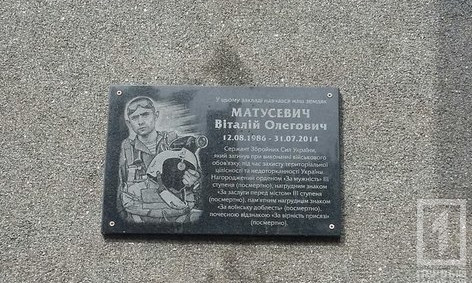 У цьому закладі навчався наш земляк
МАТУСЕВИЧ
Віталій Олегович
12.08.1986 - 31.07.2014
Сержант Збройних Сил України,
який загинув при виконанні військового
обов'язку, під час захисту територіальної
цілісності та недоторканності України.
Нагороджений орденом «За мужність» III
ступеня (посмертно), нагрудним знаком
«За заслуги перед містом» III ступеня
(посмертно), пам'ятним нагрудним знаком
«За воїнську доблесть» (посмертно),
почесною відзнакою «За вірність присязі»
(посмертно).
ПЕРВЫЙ